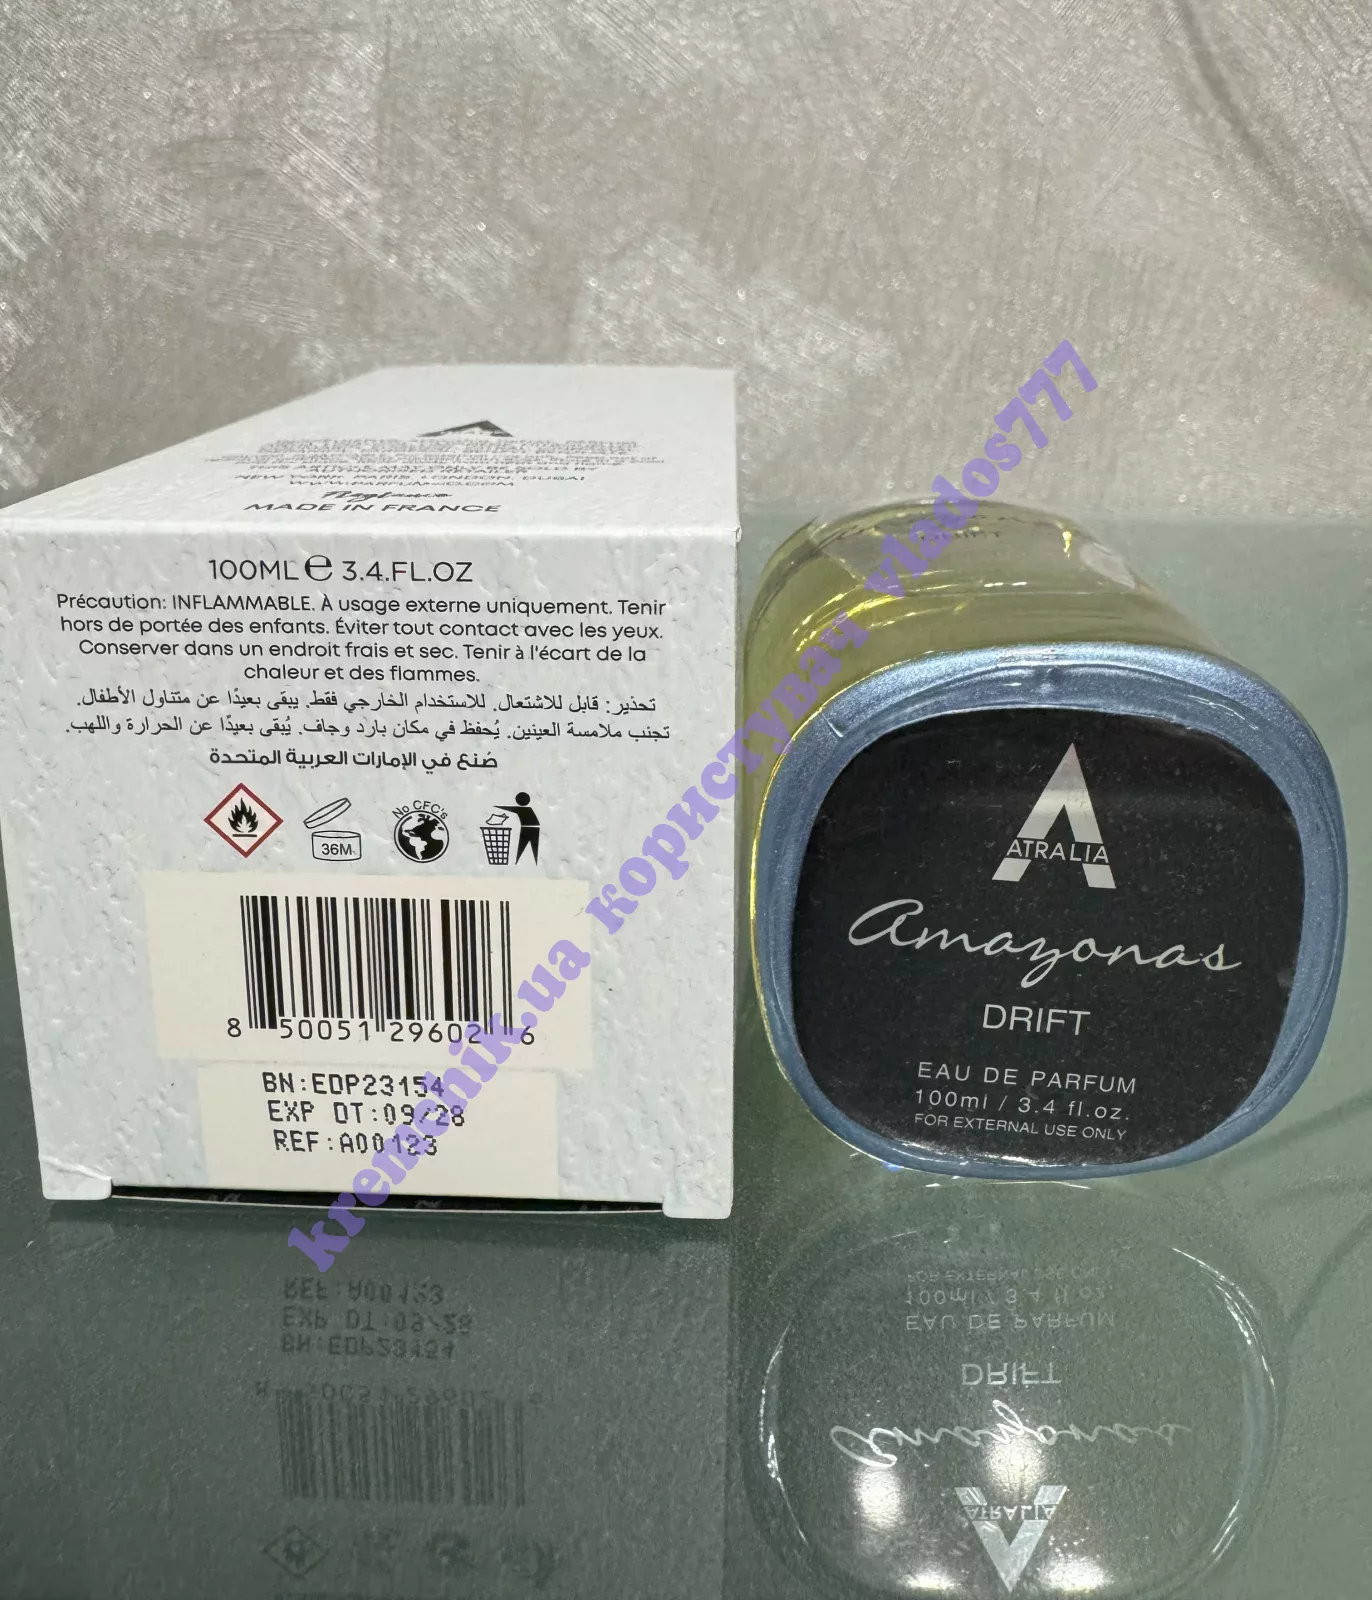 MADE IN FRANCE
100ML ℮ 3.4.FL.OZ
Précaution: INFLAMMABLE. À usage externe uniquement. Tenir
hors de portée des enfants. Éviter tout contact avec les yeux.
Conserver dans un endroit frais et sec. Tenir à l'écart de la
chaleur et des flammes.
تحذير: قابل للاشتعال. للاستخدام الخارجي فقط. يبقى بعيدًا عن متناول الأطفال.
تجنب ملامسة العينين. يُحفظ في مكان بارد وجاف. يُبقى بعيدًا عن الحرارة واللهب.
صُنع في الإمارات العربية المتحدة
36M
No CFC's
8 50051 29602 6
BN:EDP23154
EXP DT:09/28
REF:A00123
ATRALIA
Amazonas
DRIFT
EAU DE PARFUM
100ml / 3.4 fl.oz.
FOR EXTERNAL USE ONLY
kremchik.ua користувач vlados777